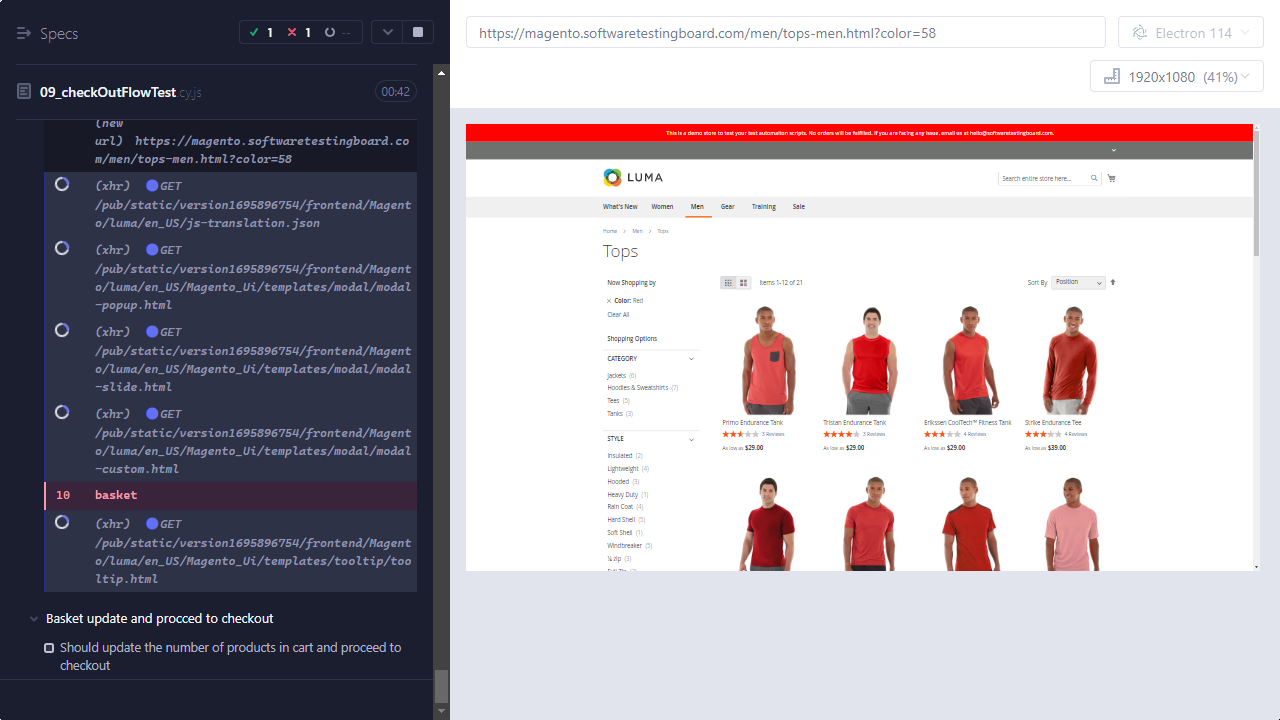 Specs
1
1
--
09_checkOutFlowTest cy.js
00:42
(new
url) https://magento.softwaretestingboard.co
m/men/tops-men.html?color=58
(xhr) GET
/pub/static/version1695896754/frontend/Magent
o/luma/en_US/js-translation.json
(xhr) GET
/pub/static/version1695896754/frontend/Magent
o/luma/en_US/Magento_Ui/templates/modal/modal
-popup.html
(xhr) GET
/pub/static/version1695896754/frontend/Magent
o/luma/en_US/Magento_Ui/templates/modal/modal
-slide.html
(xhr) GET
/pub/static/version1695896754/frontend/Magent
o/luma/en_US/Magento_Ui/templates/modal/modal
-custom.html
10 basket
(xhr) GET
/pub/static/version1695896754/frontend/Magent
o/luma/en_US/Magento_Ui/templates/tooltip/too
ltip.html
Basket update and procced to checkout
Should update the number of products in cart and proceed to
checkout
https://magento.softwaretestingboard.com/men/tops-men.html?color=58
Electron 114
1920x1080 (41%)
This is a demo store to test your test automation scripts. No orders will be fulfilled. If you are facing any issue, email us at hello@softwaretestingboard.com.
LUMA
Search entire store here...
What's New Women Men Gear Training Sale
Home > Men > Tops
Tops
Now Shopping by
Color: Red
Clear All
Shopping Options
CATEGORY
Jackets (6)
Hoodies & Sweatshirts (7)
Tees (5)
Tanks (3)
STYLE
Insulated (2)
Lightweight (4)
Hooded (3)
Heavy Duty (1)
Rain Coat (4)
Hard Shell (5)
Soft Shell (1)
Windbreaker (5)
¼ zip (3)
Items 1-12 of 21
Sort By Position
Primo Endurance Tank
3 Reviews
As low as $29.00
Tristan Endurance Tank
3 Reviews
As low as $29.00
Erikssen CoolTech™ Fitness Tank
4 Reviews
As low as $29.00
Strike Endurance Tee
4 Reviews
As low as $39.00